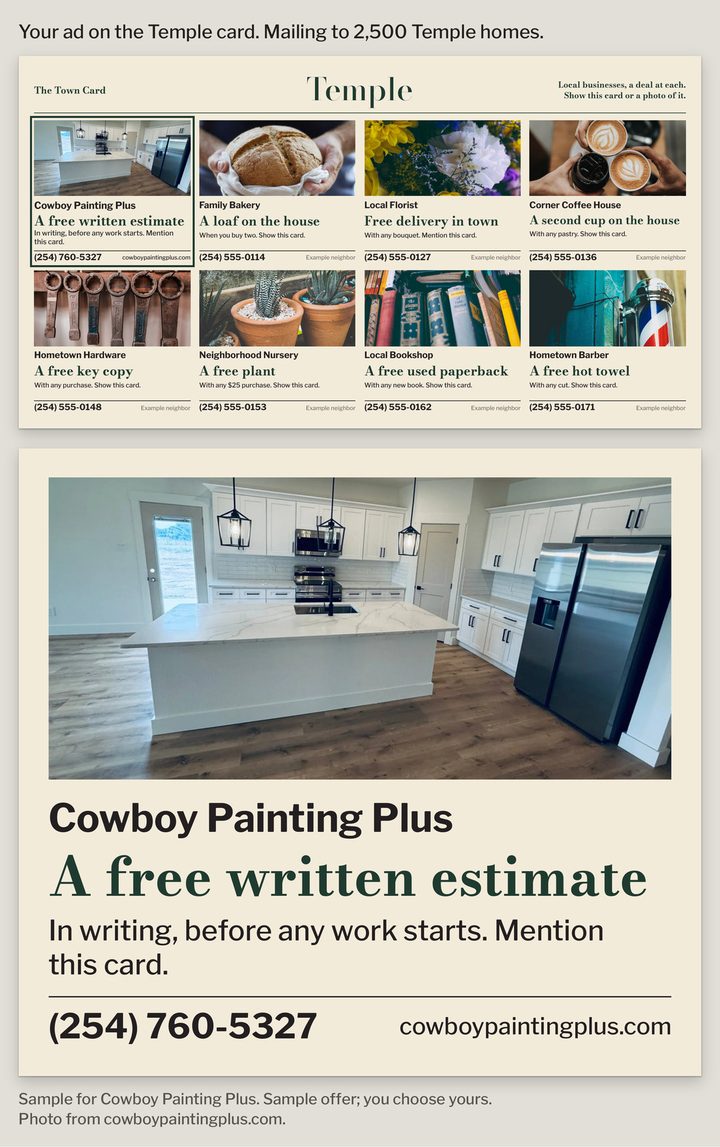 Your ad on the Temple card. Mailing to 2,500 Temple homes.
The Town Card
Temple
Local businesses, a deal at each.
Show this card or a photo of it.
Cowboy Painting Plus
A free written estimate
In writing, before any work starts. Mention
this card.
(254) 760-5327
cowboypaintingplus.com
Family Bakery
A loaf on the house
When you buy two. Show this card.
(254) 555-0114
Example neighbor
Local Florist
Free delivery in town
With any bouquet. Mention this card.
(254) 555-0127
Example neighbor
Corner Coffee House
A second cup on the house
With any pastry. Show this card.
(254) 555-0136
Example neighbor
Hometown Hardware
A free key copy
With any purchase. Show this card.
(254) 555-0148
Example neighbor
Neighborhood Nursery
A free plant
With any $25 purchase. Show this card.
(254) 555-0153
Example neighbor
Local Bookshop
A free used paperback
With any new book. Show this card.
(254) 555-0162
Example neighbor
Hometown Barber
A free hot towel
With any cut. Show this card.
(254) 555-0171
Example neighbor
Cowboy Painting Plus
A free written estimate
In writing, before any work starts. Mention
this card.
(254) 760-5327
cowboypaintingplus.com
Sample for Cowboy Painting Plus. Sample offer; you choose yours.
Photo from cowboypaintingplus.com.